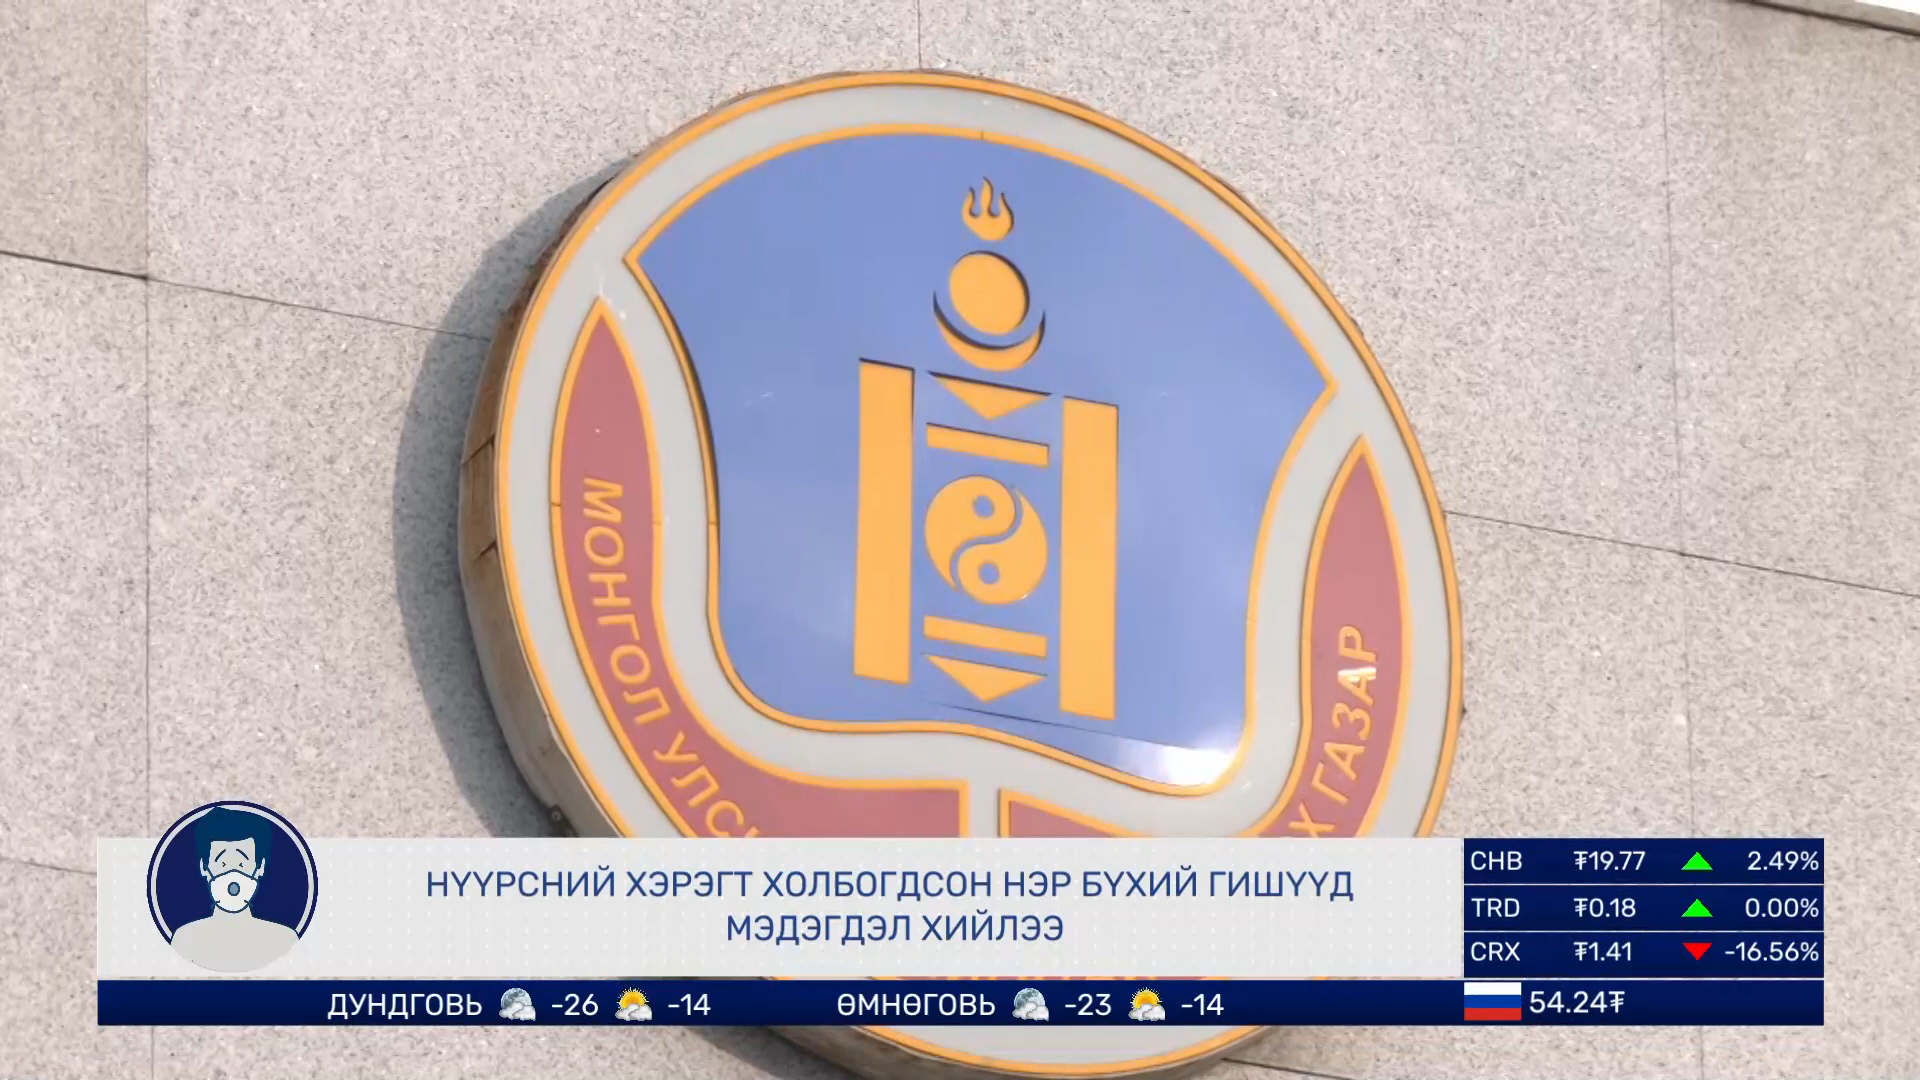 МОНГОЛ
ГАЗАР
НҮҮРСНИЙ ХЭРЭГТ ХОЛБОГДСОН НЭР БҮХИЙ ГИШҮҮД
МЭДЭГДЭЛ ХИЙЛЭЭ
CHB ₮19.77 2.49%
TRD ₮0.18 0.00%
CRX ₮1.41 -16.56%
ДУНДГОВЬ -26 -14 ӨМНӨГОВЬ -23 -14
54.24₮